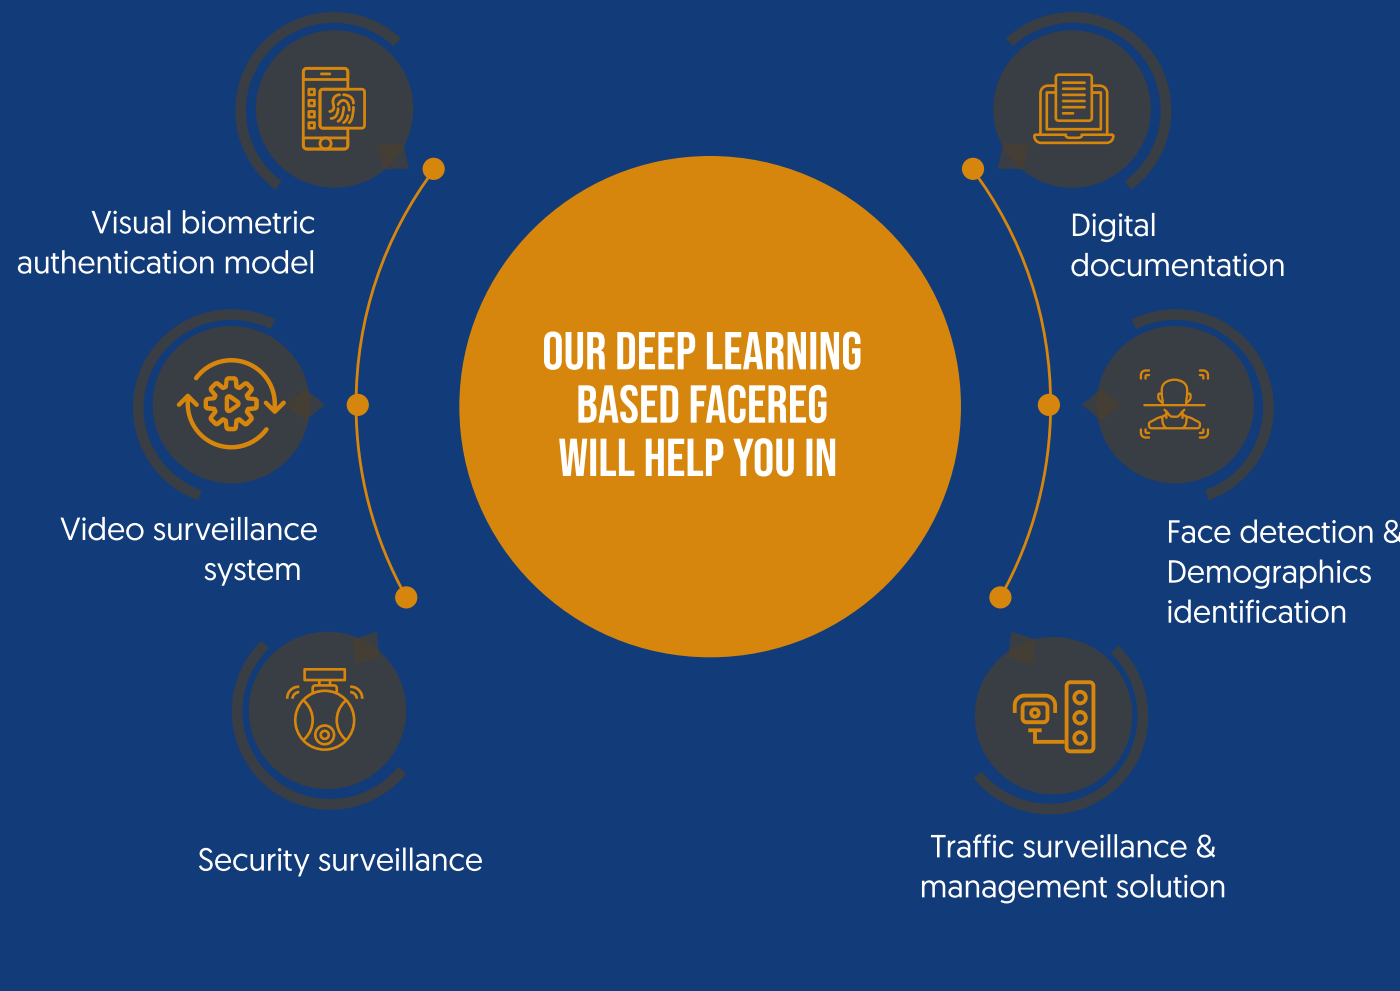 Visual biometric
authentication model
Video surveillance
system
Security surveillance
OUR DEEP LEARNING
BASED FACEREG
WILL HELP YOU IN
Digital
documentation
Face detection &
Demographics
identification
Traffic surveillance &
management solution